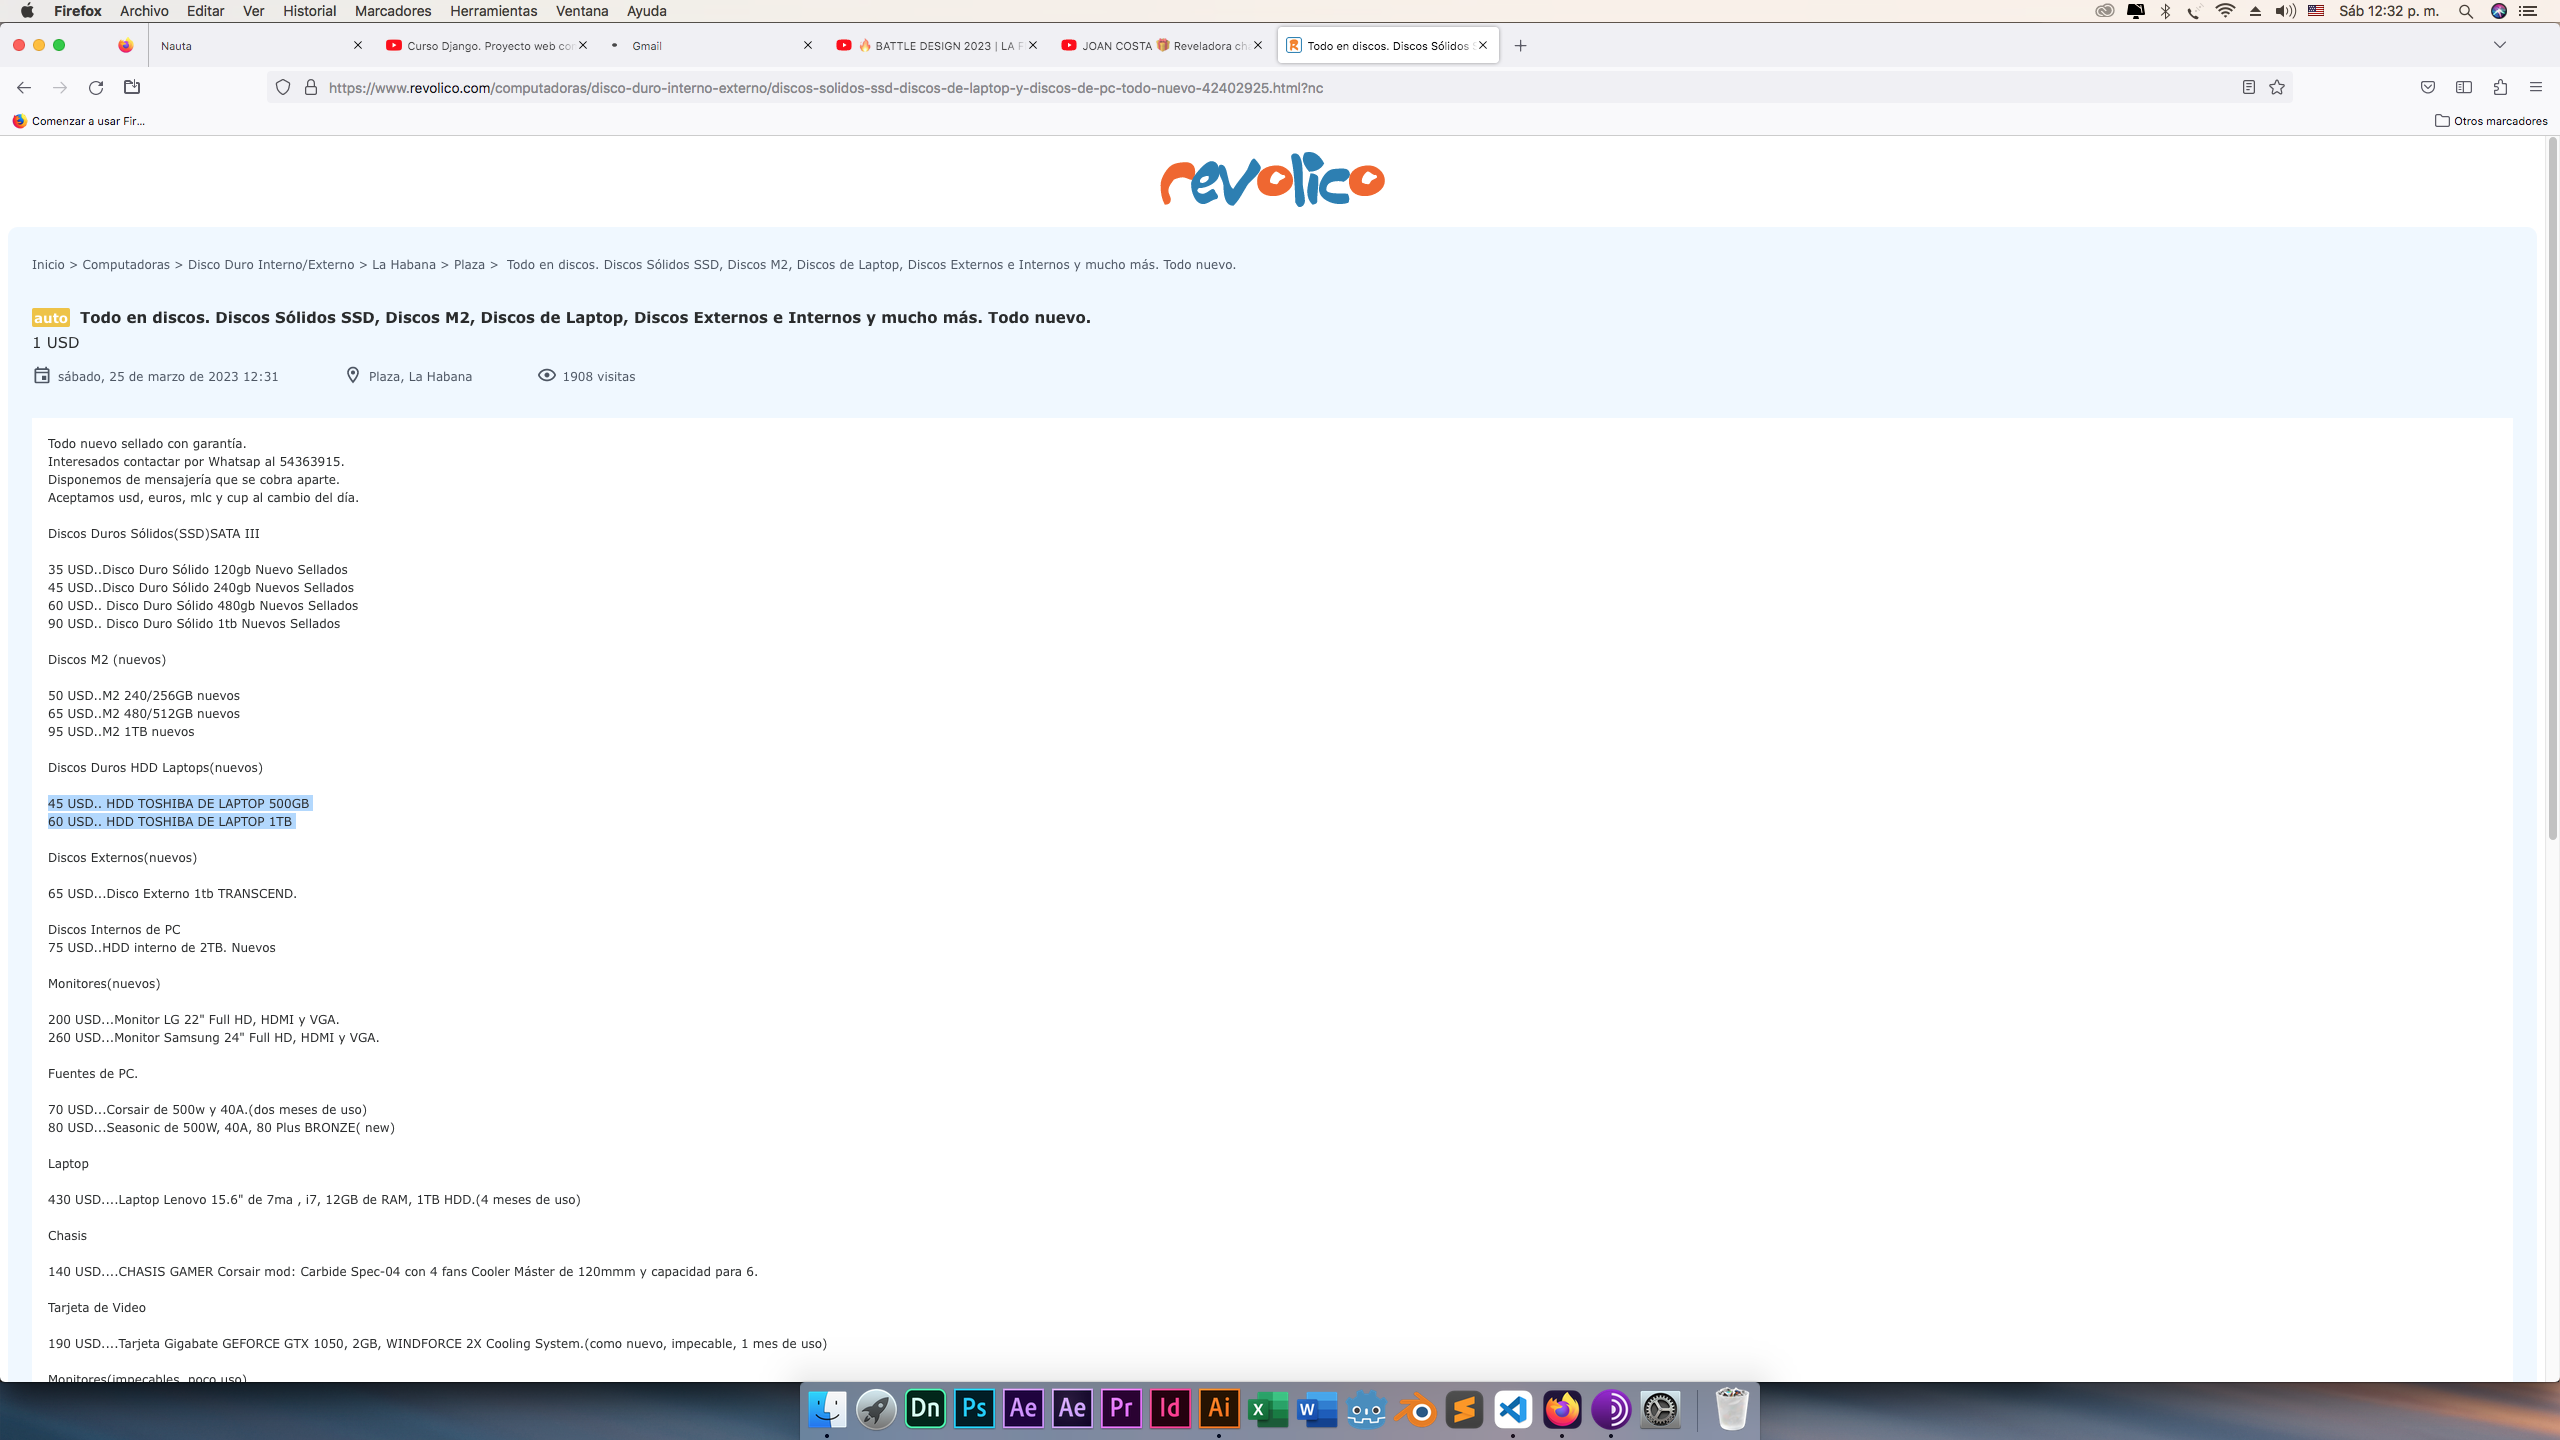 Firefox Archivo Editar Ver Historial Marcadores Herramientas Ventana Ayuda Sáb 12:32 p. m.
Nauta Curso Django. Proyecto web co Gmail 🔥 BATTLE DESIGN 2023 | LA F JOAN COSTA 🎁 Reveladora ch Todo en discos. Discos Sólidos S
https://www.revolico.com/computadoras/disco-duro-interno-externo/discos-solidos-ssd-discos-de-laptop-y-discos-de-pc-todo-nuevo-42402925.html?nc
Comenzar a usar Fir... Otros marcadores
revolico
Inicio > Computadoras > Disco Duro Interno/Externo > La Habana > Plaza > Todo en discos. Discos Sólidos SSD, Discos M2, Discos de Laptop, Discos Externos e Internos y mucho más. Todo nuevo.
auto Todo en discos. Discos Sólidos SSD, Discos M2, Discos de Laptop, Discos Externos e Internos y mucho más. Todo nuevo.
1 USD
sábado, 25 de marzo de 2023 12:31 Plaza, La Habana 1908 visitas
Todo nuevo sellado con garantía.
Interesados contactar por Whatsap al 54363915.
Disponemos de mensajería que se cobra aparte.
Aceptamos usd, euros, mlc y cup al cambio del día.
Discos Duros Sólidos(SSD)SATA III
35 USD..Disco Duro Sólido 120gb Nuevo Sellados
45 USD..Disco Duro Sólido 240gb Nuevos Sellados
60 USD.. Disco Duro Sólido 480gb Nuevos Sellados
90 USD.. Disco Duro Sólido 1tb Nuevos Sellados
Discos M2 (nuevos)
50 USD..M2 240/256GB nuevos
65 USD..M2 480/512GB nuevos
95 USD..M2 1TB nuevos
Discos Duros HDD Laptops(nuevos)
45 USD.. HDD TOSHIBA DE LAPTOP 500GB
60 USD.. HDD TOSHIBA DE LAPTOP 1TB
Discos Externos(nuevos)
65 USD...Disco Externo 1tb TRANSCEND.
Discos Internos de PC
75 USD..HDD interno de 2TB. Nuevos
Monitores(nuevos)
200 USD...Monitor LG 22" Full HD, HDMI y VGA.
260 USD...Monitor Samsung 24" Full HD, HDMI y VGA.
Fuentes de PC.
70 USD...Corsair de 500w y 40A.(dos meses de uso)
80 USD...Seasonic de 500W, 40A, 80 Plus BRONZE( new)
Laptop
430 USD....Laptop Lenovo 15.6" de 7ma , i7, 12GB de RAM, 1TB HDD.(4 meses de uso)
Chasis
140 USD....CHASIS GAMER Corsair mod: Carbide Spec-04 con 4 fans Cooler Máster de 120mmm y capacidad para 6.
Tarjeta de Video
190 USD....Tarjeta Gigabate GEFORCE GTX 1050, 2GB, WINDFORCE 2X Cooling System.(como nuevo, impecable, 1 mes de uso)
Monitores(impecables, poco uso)
Dn Ps Ae Ae Pr Id Ai X W